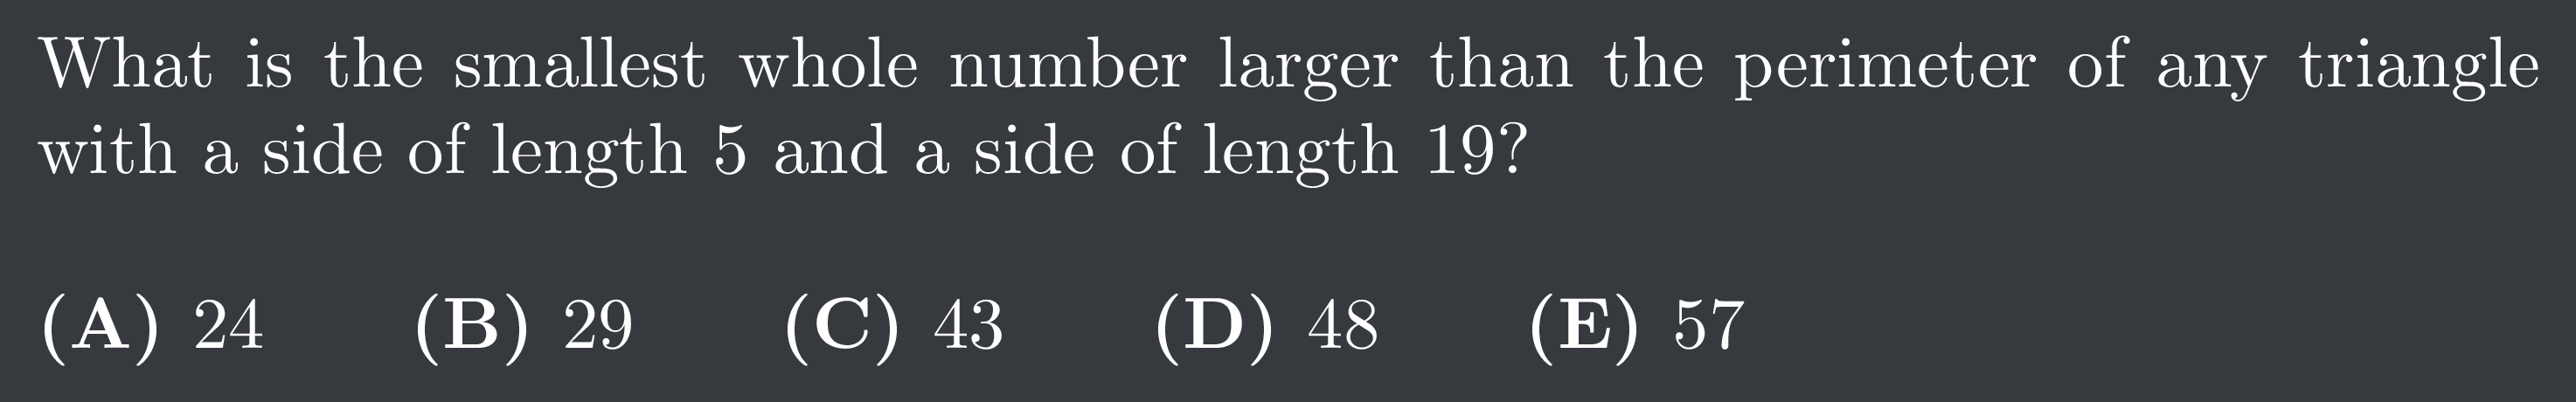 What is the smallest whole number larger than the perimeter of any triangle
with a side of length 5 and a side of length 19?
(A) 24 (B) 29 (C) 43 (D) 48 (E) 57